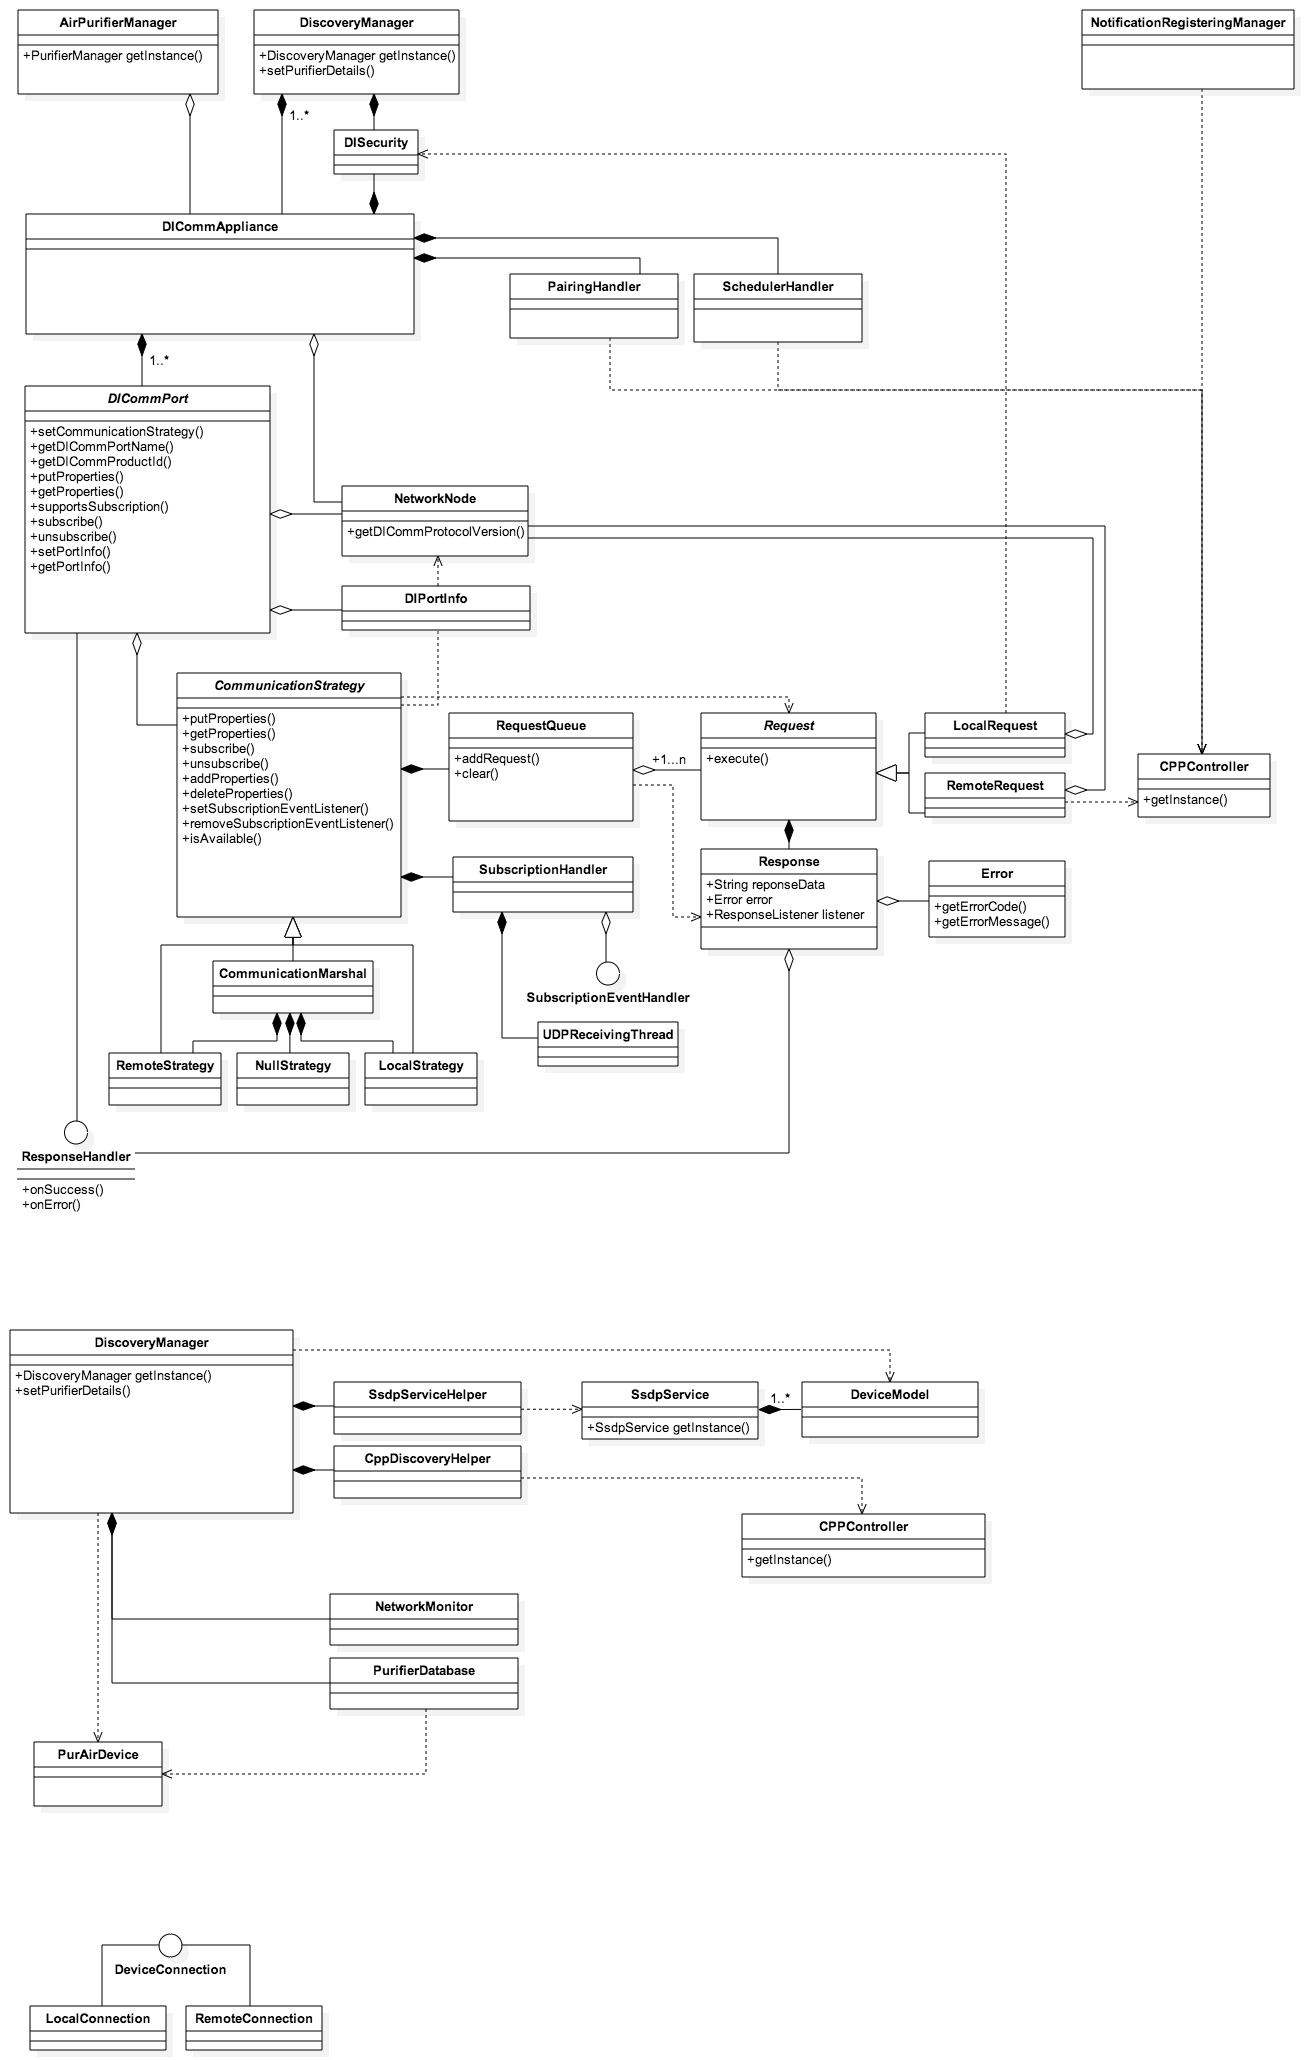 AirPurifierManager
+PurifierManager getInstance()
DiscoveryManager
+DiscoveryManager getInstance()
+setPurifierDetails()
NotificationRegisteringManager
1..*
DISecurity
DICommAppliance
PairingHandler
SchedulerHandler
1..*
DICommPort
+setCommunicationStrategy()
+getDICommPortName()
+getDICommProductId()
+putProperties()
+getProperties()
+supportsSubscription()
+subscribe()
+unsubscribe()
+setPortInfo()
+getPortInfo()
NetworkNode
+getDICommProtocolVersion()
DIPortInfo
CommunicationStrategy
+putProperties()
+getProperties()
+subscribe()
+unsubscribe()
+addProperties()
+deleteProperties()
+setSubscriptionEventListener()
+removeSubscriptionEventListener()
+isAvailable()
RequestQueue
+addRequest()
+clear()
+1...n
Request
+execute()
LocalRequest
RemoteRequest
CPPController
+getInstance()
SubscriptionHandler
Response
+String reponseData
+Error error
+ResponseListener listener
Error
+getErrorCode()
+getErrorMessage()
SubscriptionEventHandler
UDPReceivingThread
CommunicationMarshal
RemoteStrategy
NullStrategy
LocalStrategy
ResponseHandler
+onSuccess()
+onError()
DiscoveryManager
+DiscoveryManager getInstance()
+setPurifierDetails()
SsdpServiceHelper
SsdpService
+SsdpService getInstance()
1..*
DeviceModel
CppDiscoveryHelper
CPPController
+getInstance()
NetworkMonitor
PurifierDatabase
PurAirDevice
DeviceConnection
LocalConnection
RemoteConnection